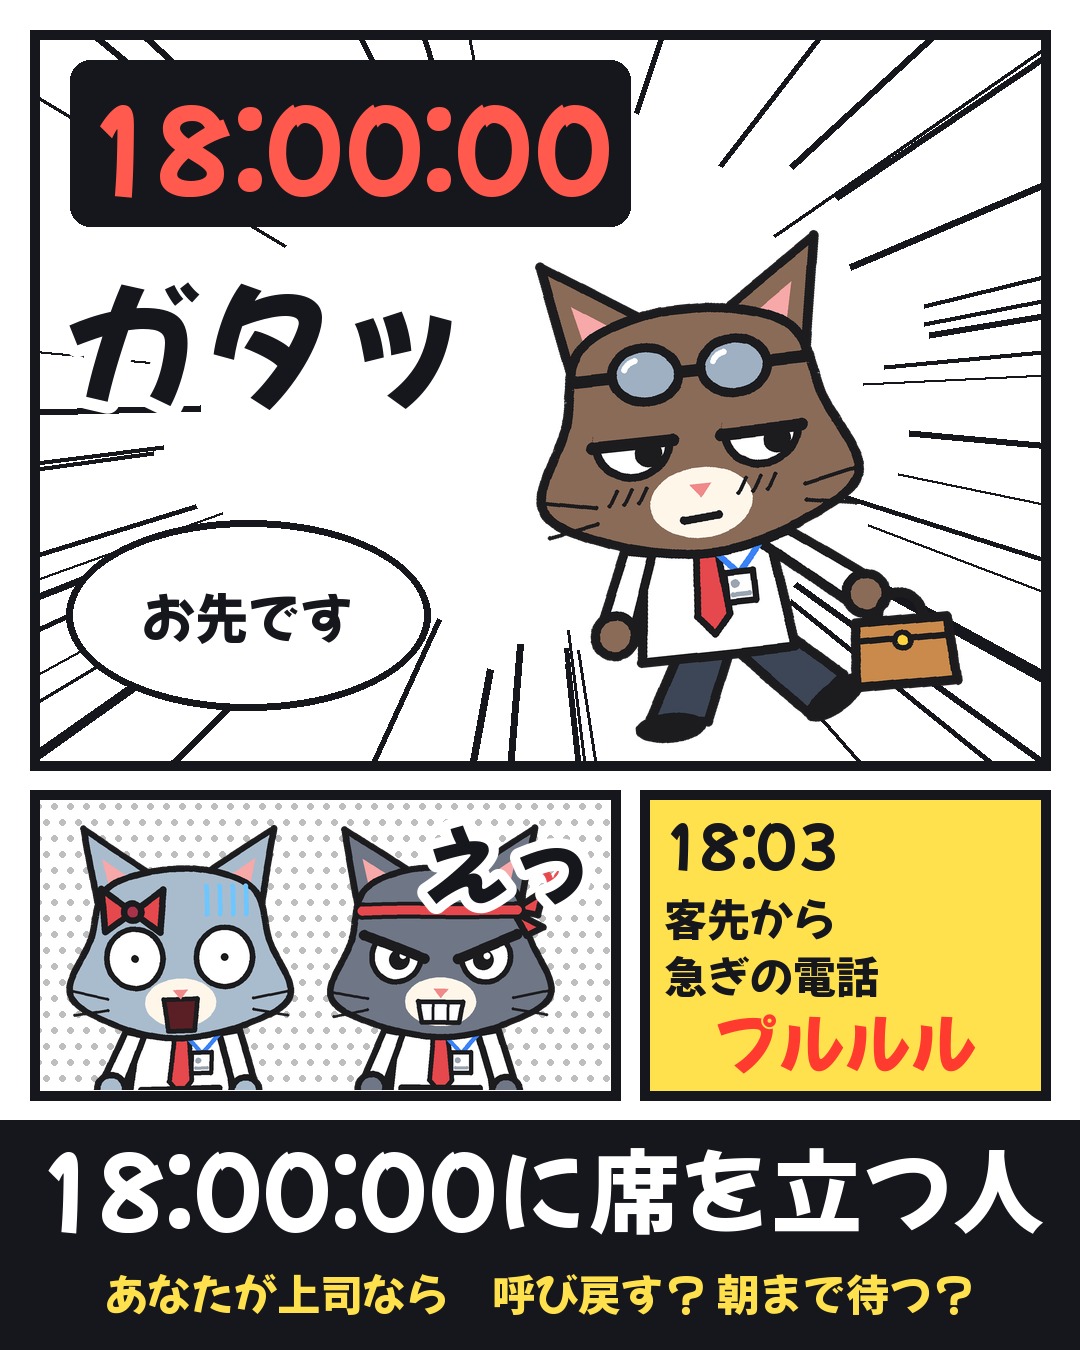 18:00:00
ガタッ
お先です
えっ
18:03
客先から
急ぎの電話
プルルル
18:00:00に席を立つ人
あなたが上司なら　呼び戻す？朝まで待つ？